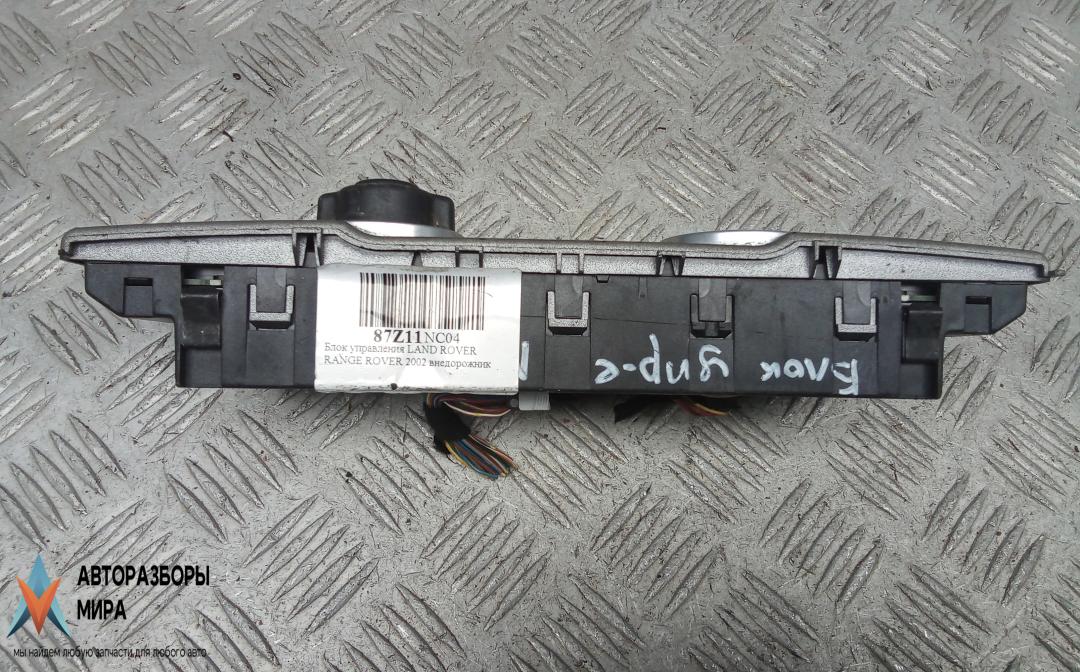 87Z11NC04
Блок управления LAND ROVER
RANGE ROVER 2002 внедорожник
Блок упр-е
АВТОРАЗБОРЫ
МИРА
мы найдем любую запчасти для любого авто